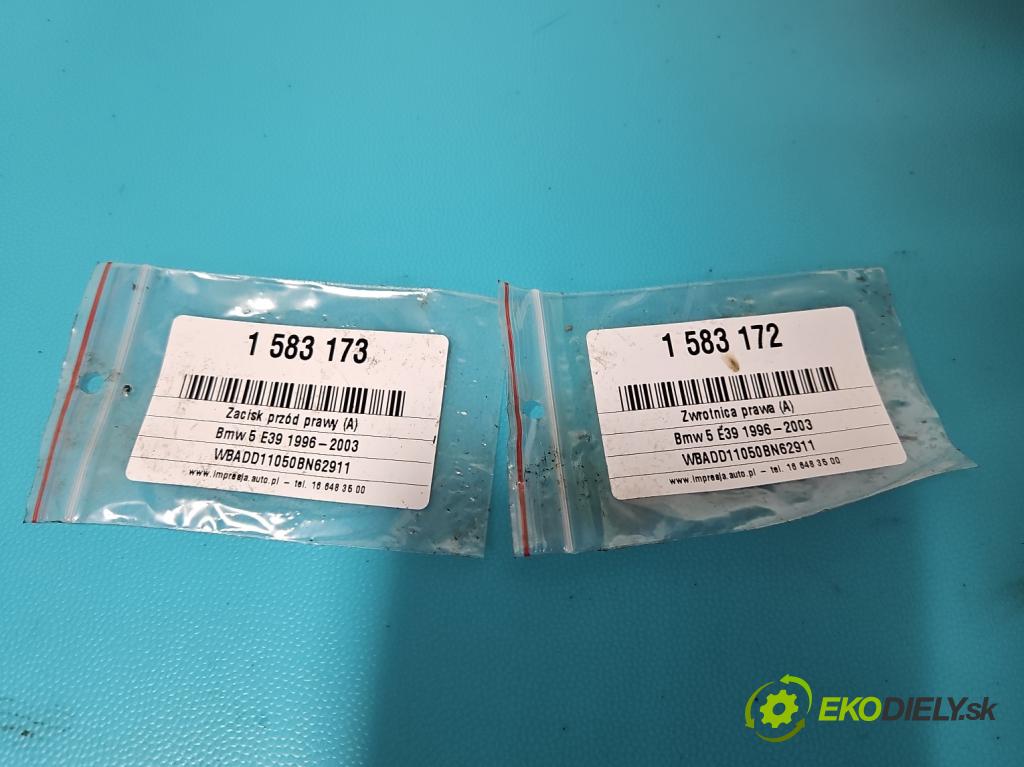 1 583 173
Zacisk przód prawy (A)
Bmw 5 E39 1996-2003
WBADD11050BN62911
www.impresja.auto.pl - tel. 16 648 35 00
1 583 172
Zwrotnica prawa (A)
Bmw 5 E39 1996-2003
WBADD11050BN62911
www.impresja.auto.pl - tel. 16 648 35 00
EKODIELY.sk